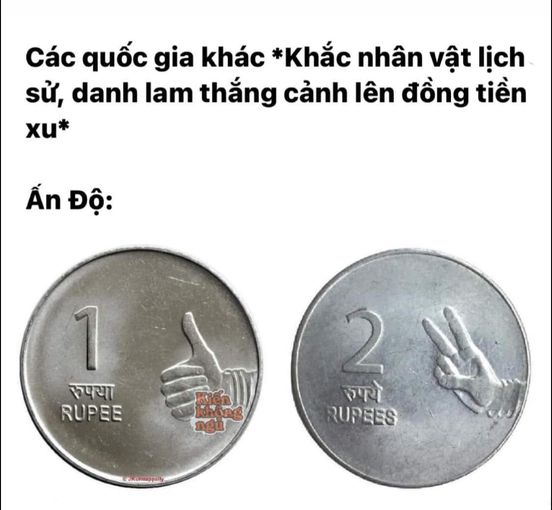 Các quốc gia khác *Khắc nhân vật lịch
sử, danh lam thắng cảnh lên đồng tiền
xu*
Ấn Độ:
1
रुपया
RUPEE
Kiến
không
ngủ
2
रुपये
RUPEES